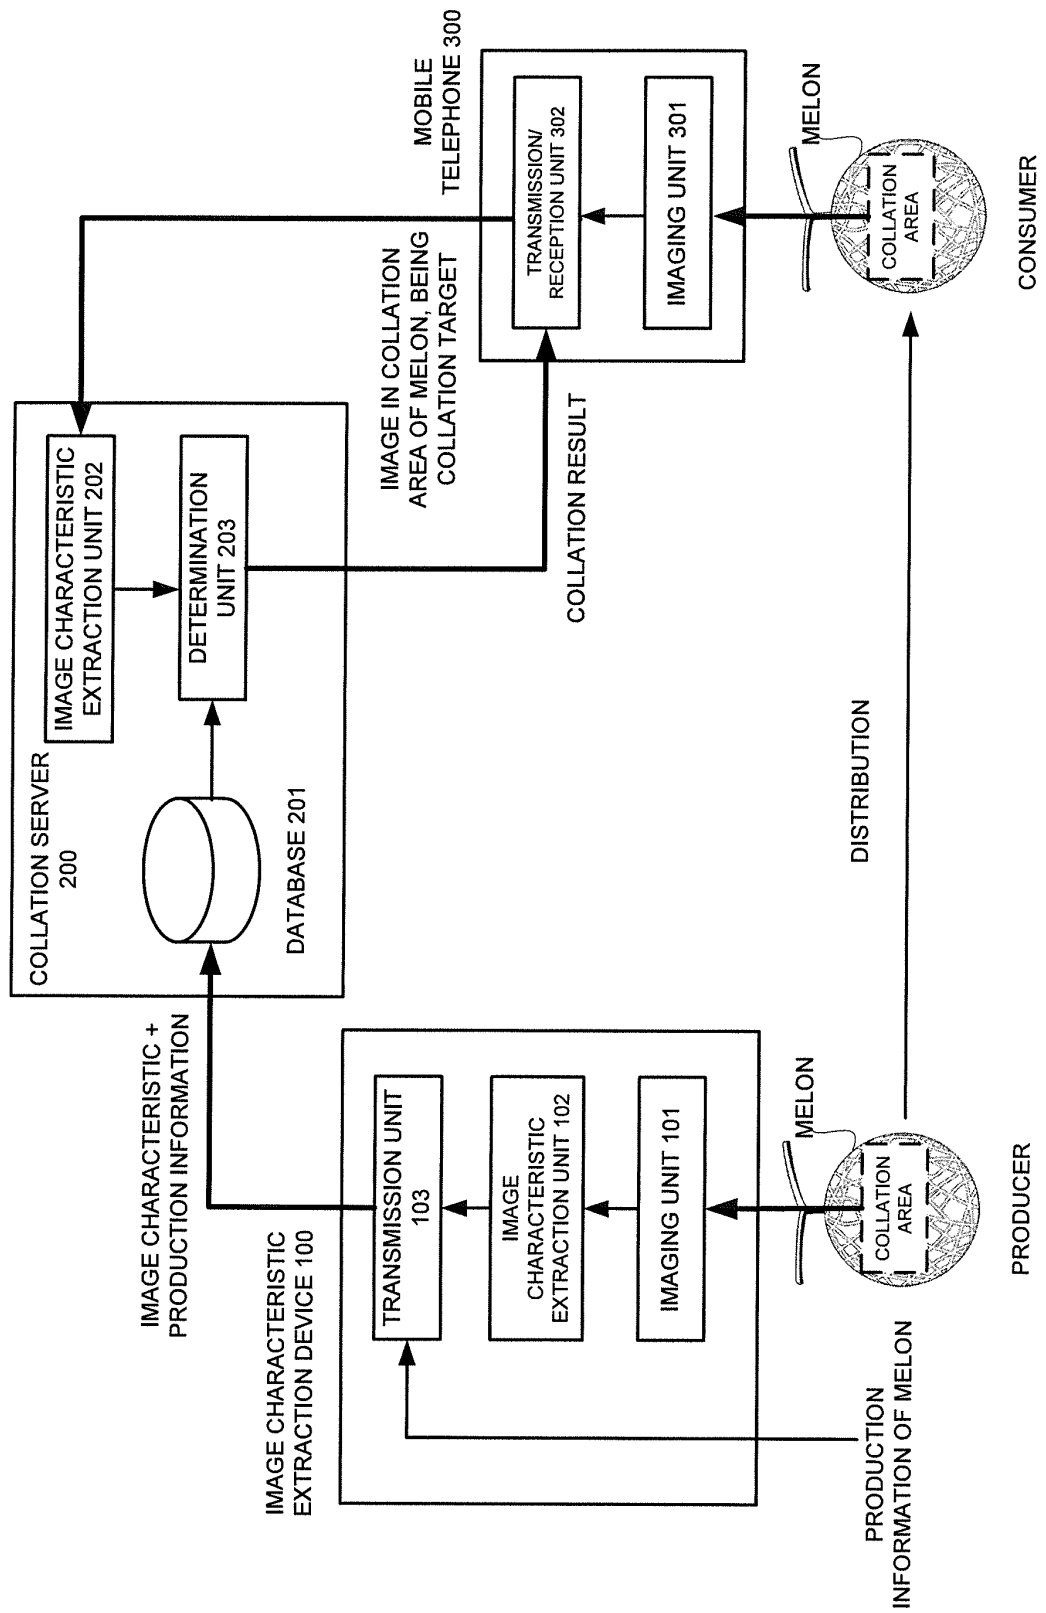 COLLATION SERVER
200
IMAGE CHARACTERISTIC
EXTRACTION UNIT 202
DETERMINATION
UNIT 203
DATABASE 201
IMAGE CHARACTERISTIC +
PRODUCTION INFORMATION
IMAGE CHARACTERISTIC
EXTRACTION DEVICE 100
TRANSMISSION UNIT
103
IMAGE
CHARACTERISTIC
EXTRACTION UNIT 102
IMAGING UNIT 101
MELON
COLLATION
AREA
PRODUCTION
INFORMATION OF MELON
PRODUCER
DISTRIBUTION
IMAGE IN COLLATION
AREA OF MELON, BEING
COLLATION TARGET
COLLATION RESULT
MOBILE
TELEPHONE 300
TRANSMISSION/
RECEPTION UNIT 302
IMAGING UNIT 301
MELON
COLLATION
AREA
CONSUMER